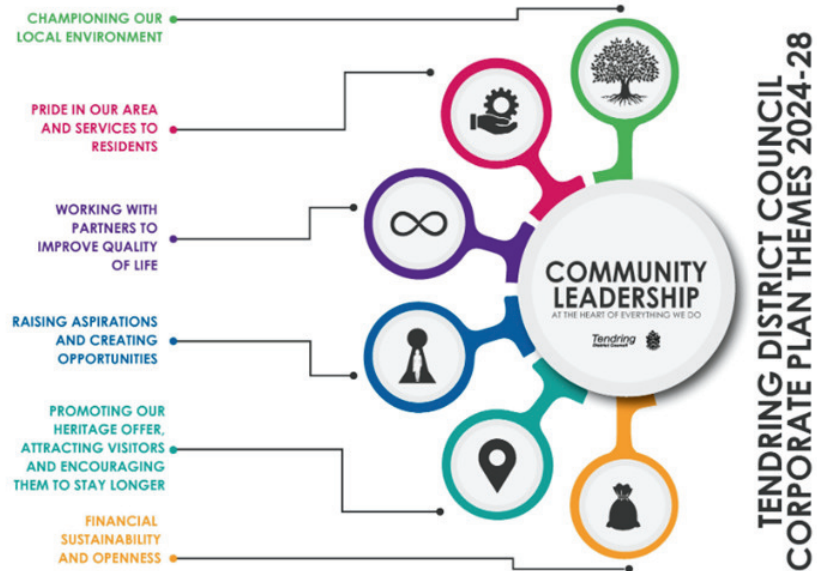 CHAMPIONING OUR
LOCAL ENVIRONMENT
PRIDE IN OUR AREA
AND SERVICES TO
RESIDENTS
WORKING WITH
PARTNERS TO
IMPROVE QUALITY
OF LIFE
RAISING ASPIRATIONS
AND CREATING
OPPORTUNITIES
PROMOTING OUR
HERITAGE OFFER,
ATTRACTING VISITORS
AND ENCOURAGING
THEM TO STAY LONGER
FINANCIAL
SUSTAINABILITY
AND OPENNESS
COMMUNITY
LEADERSHIP
AT THE HEART OF EVERYTHING WE DO
Tendring
District Council
TENDRING DISTRICT COUNCIL
CORPORATE PLAN THEMES 2024-28